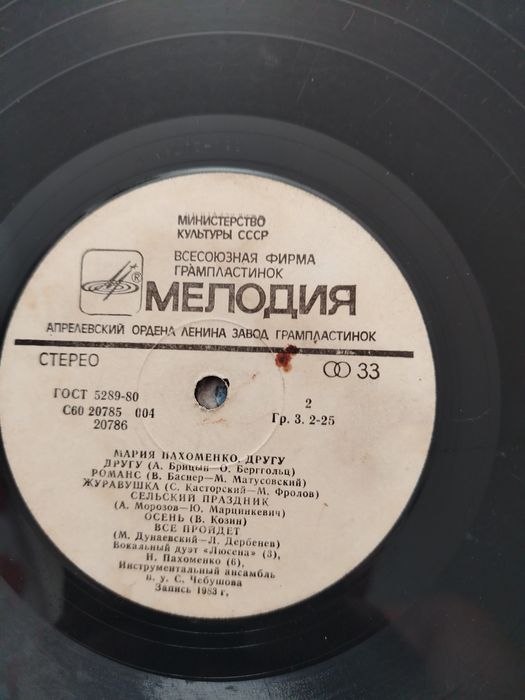 МИНИСТЕРСТВО
КУЛЬТУРЫ СССР
ВСЕСОЮЗНАЯ ФИРМА
ГРАМПЛАСТИНОК
®
МЕЛОДИЯ
АПРЕЛЕВСКИЙ ОРДЕНА ЛЕНИНА ЗАВОД ГРАМПЛАСТИНОК
СТЕРЕО
33
ГОСТ 5289-80
С60 20785 004
20786
2
Гр. 3. 2-25
МАРИЯ ПАХОМЕНКО. ДРУГУ
ДРУГУ (А. Брицын—О. Берггольц)
РОМАНС (В. Баснер—М. Матусовский)
ЖУРАВУШКА (С. Касторский—М. Фролов)
СЕЛЬСКИЙ ПРАЗДНИК
(А. Морозов—Ю. Марцинкевич)
ОСЕНЬ (В. Козин)
ВСЕ ПРОЙДЕТ
(М. Дунаевский—Л. Дербенев)
Вокальный дуэт «Люсена» (3),
Н. Пахоменко (6),
Инструментальный ансамбль
п. у. С. Чебушова
Запись 1983 г.